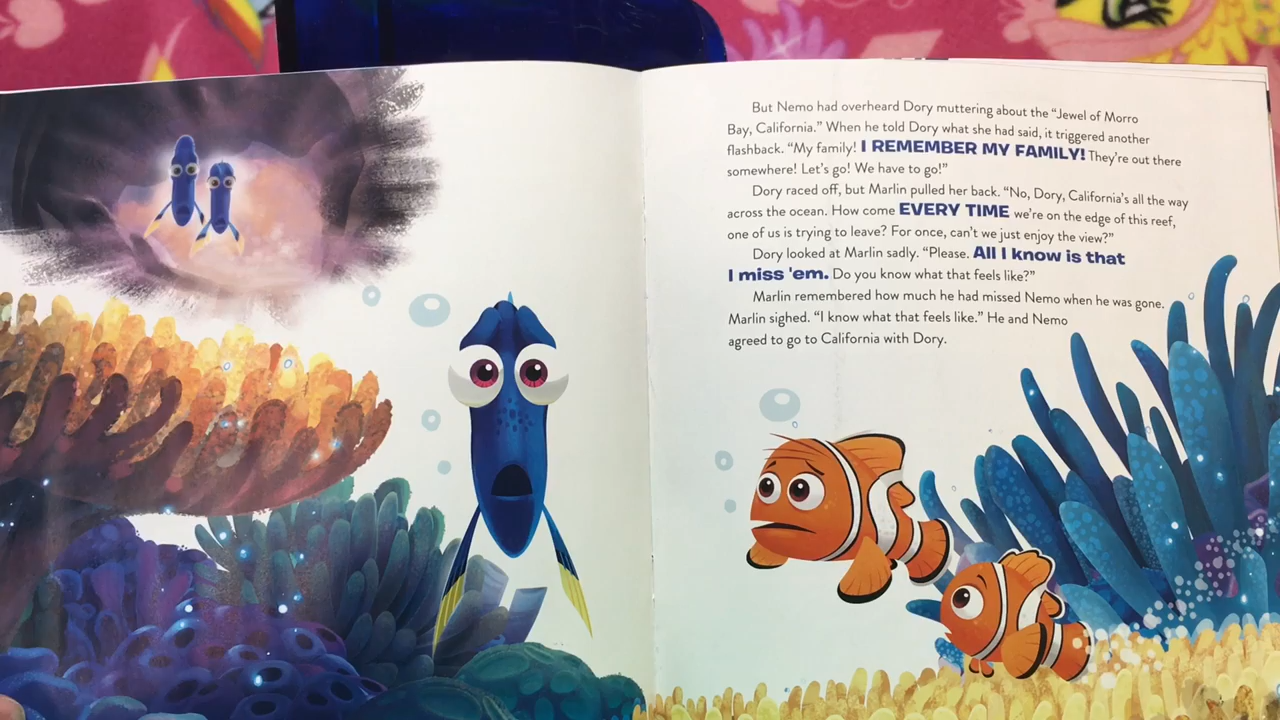 But Nemo had overheard Dory muttering about the “Jewel of Morro
Bay, California.” When he told Dory what she had said, it triggered another
flashback. “My family! I REMEMBER MY FAMILY! They’re out there
somewhere! Let’s go! We have to go!”
Dory raced off, but Marlin pulled her back. “No, Dory, California’s all the way
across the ocean. How come EVERY TIME we’re on the edge of this reef,
one of us is trying to leave? For once, can’t we just enjoy the view?”
Dory looked at Marlin sadly. “Please. All I know is that
I miss 'em. Do you know what that feels like?”
Marlin remembered how much he had missed Nemo when he was gone.
Marlin sighed. “I know what that feels like.” He and Nemo
agreed to go to California with Dory.